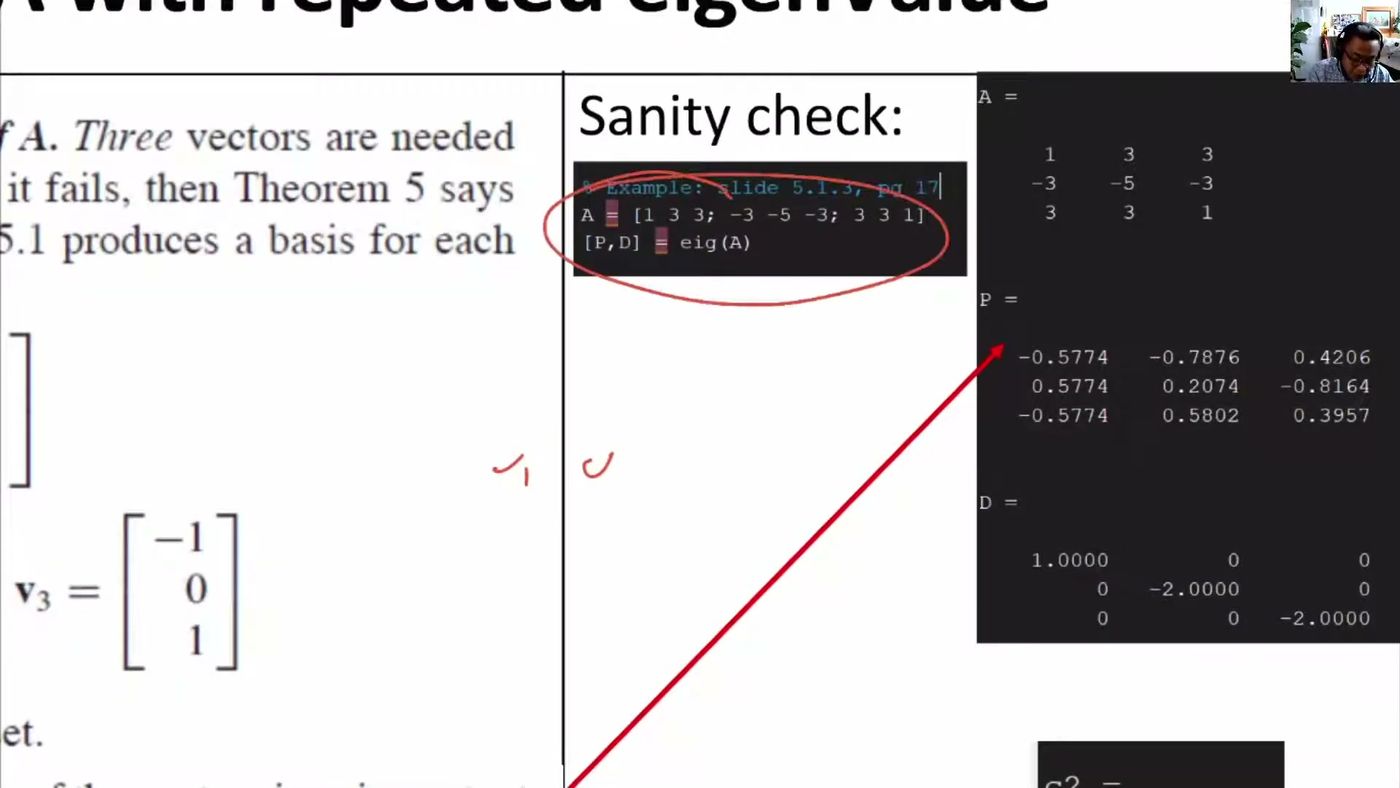 A with repeated eigenvalue
f A. Three vectors are needed
it fails, then Theorem 5 says
5.1 produces a basis for each
v3 = [ −1
0
1 ]
et.
Sanity check:
% Example: slide 5.1.3, pg 17
A = [1 3 3; -3 -5 -3; 3 3 1]
[P,D] = eig(A)
A =
1 3 3
-3 -5 -3
3 3 1
P =
-0.5774 -0.7876 0.4206
0.5774 0.2074 -0.8164
-0.5774 0.5802 0.3957
D =
1.0000 0 0
0 -2.0000 0
0 0 -2.0000